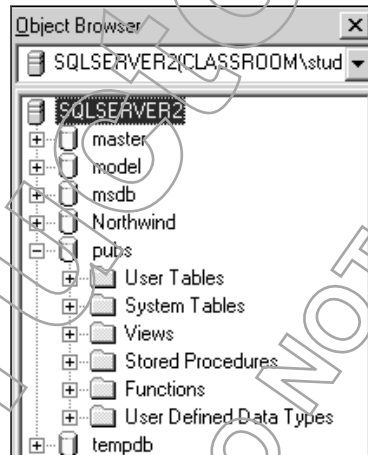 Object Browser
SQLSERVER2(CLASSROOM\stud
SQLSERVER2
master
model
msdb
Northwind
pubs
User Tables
System Tables
Views
Stored Procedures
Functions
User Defined Data Types
tempdb